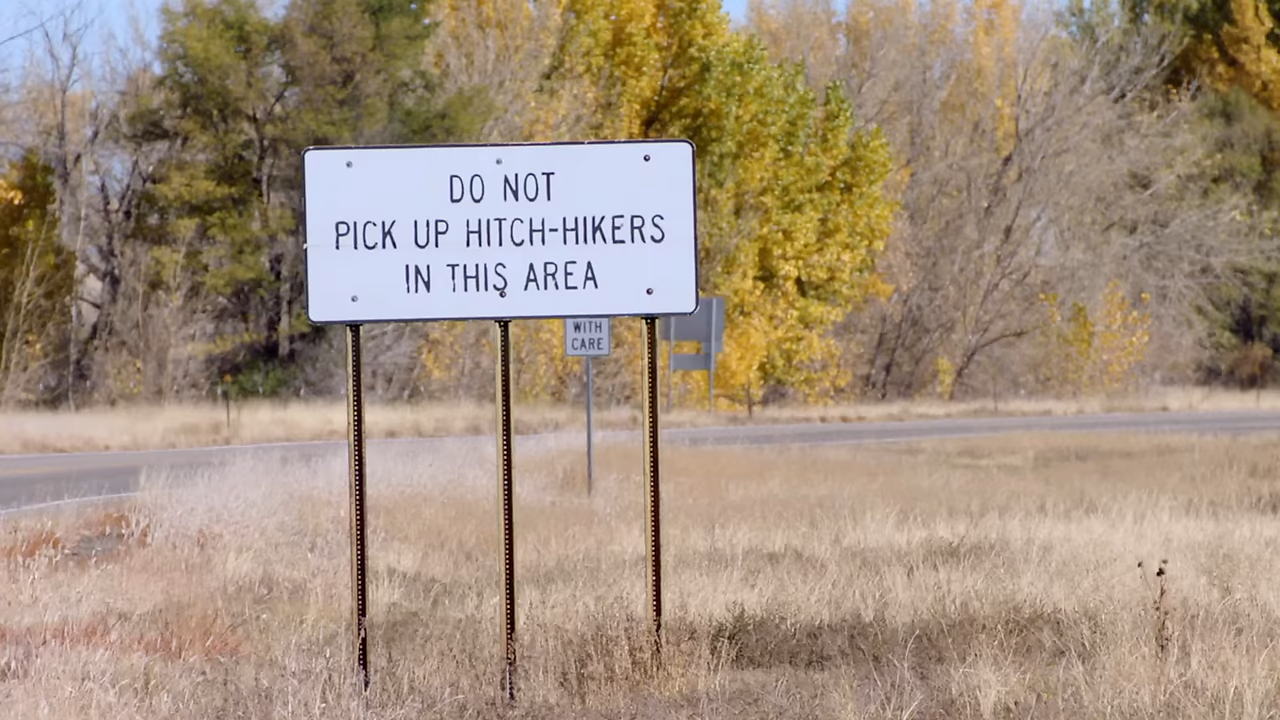 DO NOT
PICK UP HITCH-HIKERS
IN THIS AREA
WITH
CARE